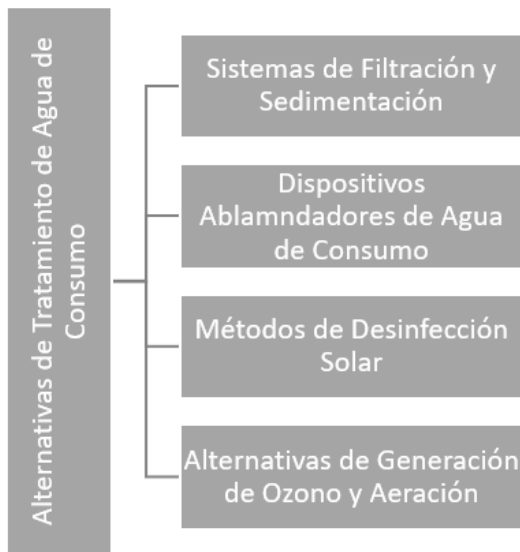 Alternativas de Tratamiento de Agua de
Consumo
Sistemas de Filtración y
Sedimentación
Dispositivos
Ablamndadores de Agua
de Consumo
Métodos de Desinfección
Solar
Alternativas de Generación
de Ozono y Aeración